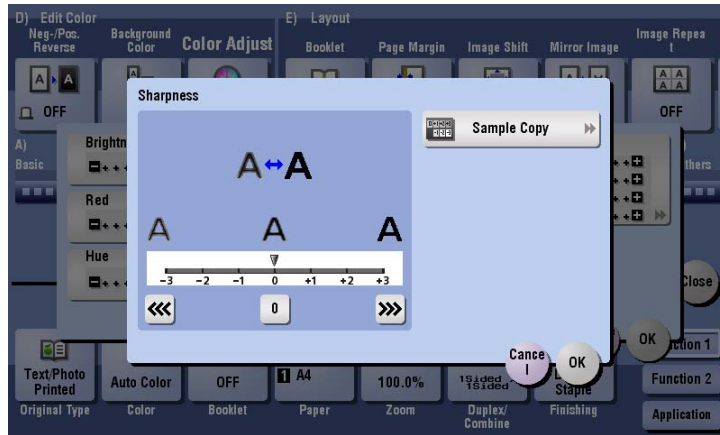 D) Edit Color
E) Layout
Neg-/Pos.
Reverse
Background
Color
Color Adjust
Booklet
Page Margin
Image Shift
Mirror Image
Image Repea
t
A
A
A A
A A
OFF
OFF
Sharpness
Sample Copy
A)
Basic
thers
Brightn
A ↔ A
Red
A
A
A
Hue
-3 -2 -1 0 +1 +2 +3
<<<
0
>>>
Close
Cance
l
OK
OK
ction 1
Text/Photo
Printed
Auto Color
OFF
1 A4
100.0%
1Sided
1Sided
Staple
Function 2
Original Type
Color
Booklet
Paper
Zoom
Duplex/
Combine
Finishing
Application